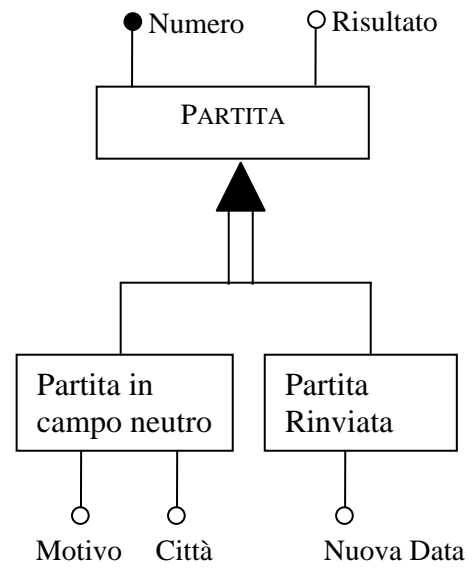 Numero
Risultato
PARTITA
Partita in
campo neutro
Partita
Rinviata
Motivo
Città
Nuova Data